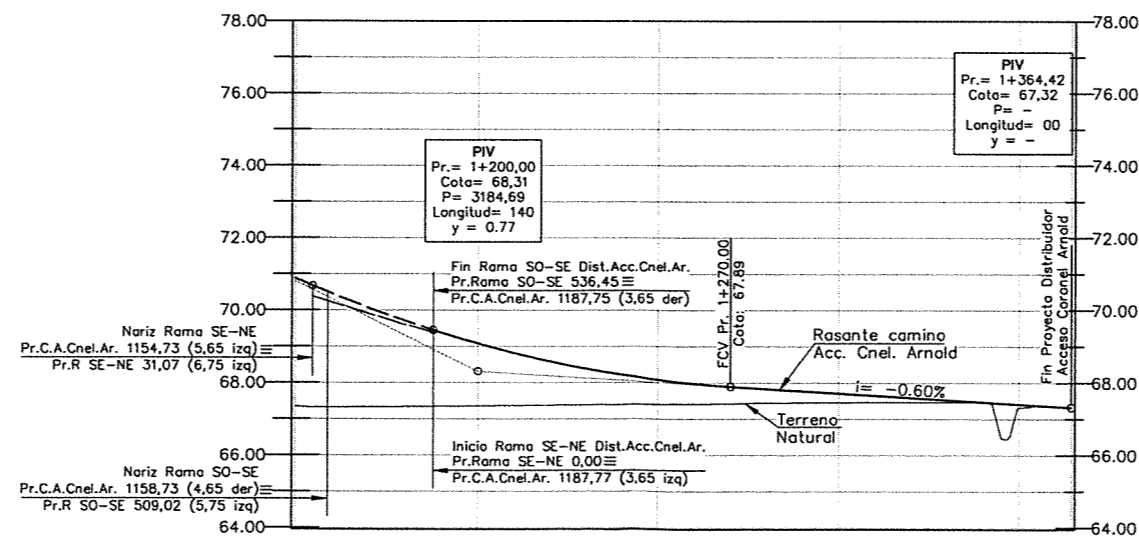 78.00
76.00
74.00
72.00
70.00
68.00
66.00
64.00
78.00
76.00
74.00
72.00
70.00
68.00
66.00
64.00
PIV
Pr.= 1+364,42
Cota= 67,32
P= -
Longitud= 00
y = -
PIV
Pr.= 1+200,00
Cota= 68,31
P= 3184,69
Longitud= 140
y = 0.77
Fin Rama SO-SE Dist.Acc.Cnel.Ar.
Pr.Rama SO-SE 536,45≡
Pr.C.A.Cnel.Ar. 1187,75 (3,65 der)
FCV Pr. 1+270.00
Cota: 67.89
Fin Proyecto Distribuidor
Acceso Coronel Arnold
Nariz Rama SE-NE
Pr.C.A.Cnel.Ar. 1154,73 (5,65 izq)≡
Pr.R SE-NE 31,07 (6,75 izq)
Rasante camino
Acc. Cnel. Arnold
i= -0.60%
Terreno
Natural
Inicio Rama SE-NE Dist.Acc.Cnel.Ar.
Pr.Rama SE-NE 0,00≡
Pr.C.A.Cnel.Ar. 1187,77 (3,65 izq)
Nariz Rama SO-SE
Pr.C.A.Cnel.Ar. 1158,73 (4,65 der)≡
Pr.R SO-SE 509,02 (5,75 izq)